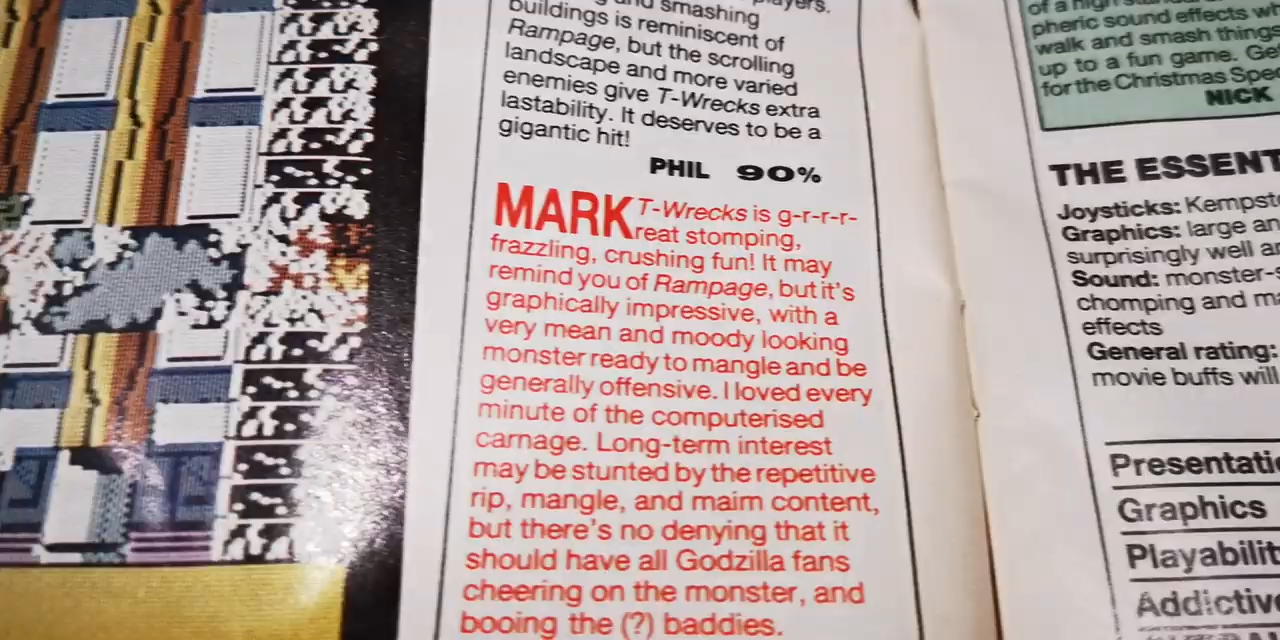 and smashing players.
buildings is reminiscent of
Rampage, but the scrolling
landscape and more varied
enemies give T-Wrecks extra
lastability. It deserves to be a
gigantic hit!
PHIL 90%
MARK T-Wrecks is g-r-r-r-
reat stomping,
frazzling, crushing fun! It may
remind you of Rampage, but it's
graphically impressive, with a
very mean and moody looking
monster ready to mangle and be
generally offensive. I loved every
minute of the computerised
carnage. Long-term interest
may be stunted by the repetitive
rip, mangle, and maim content,
but there's no denying that it
should have all Godzilla fans
cheering on the monster, and
booing the (?) baddies.
of a high
pheric sound effects
walk and smash things
up to a fun game.
for the Christmas
NICK
THE ESSENT
Joysticks: Kempst
Graphics: large an
surprisingly well
Sound: monster-
chomping and
effects
General rating:
movie buffs will
Presentati
Graphics
Playabilit
Addictiv